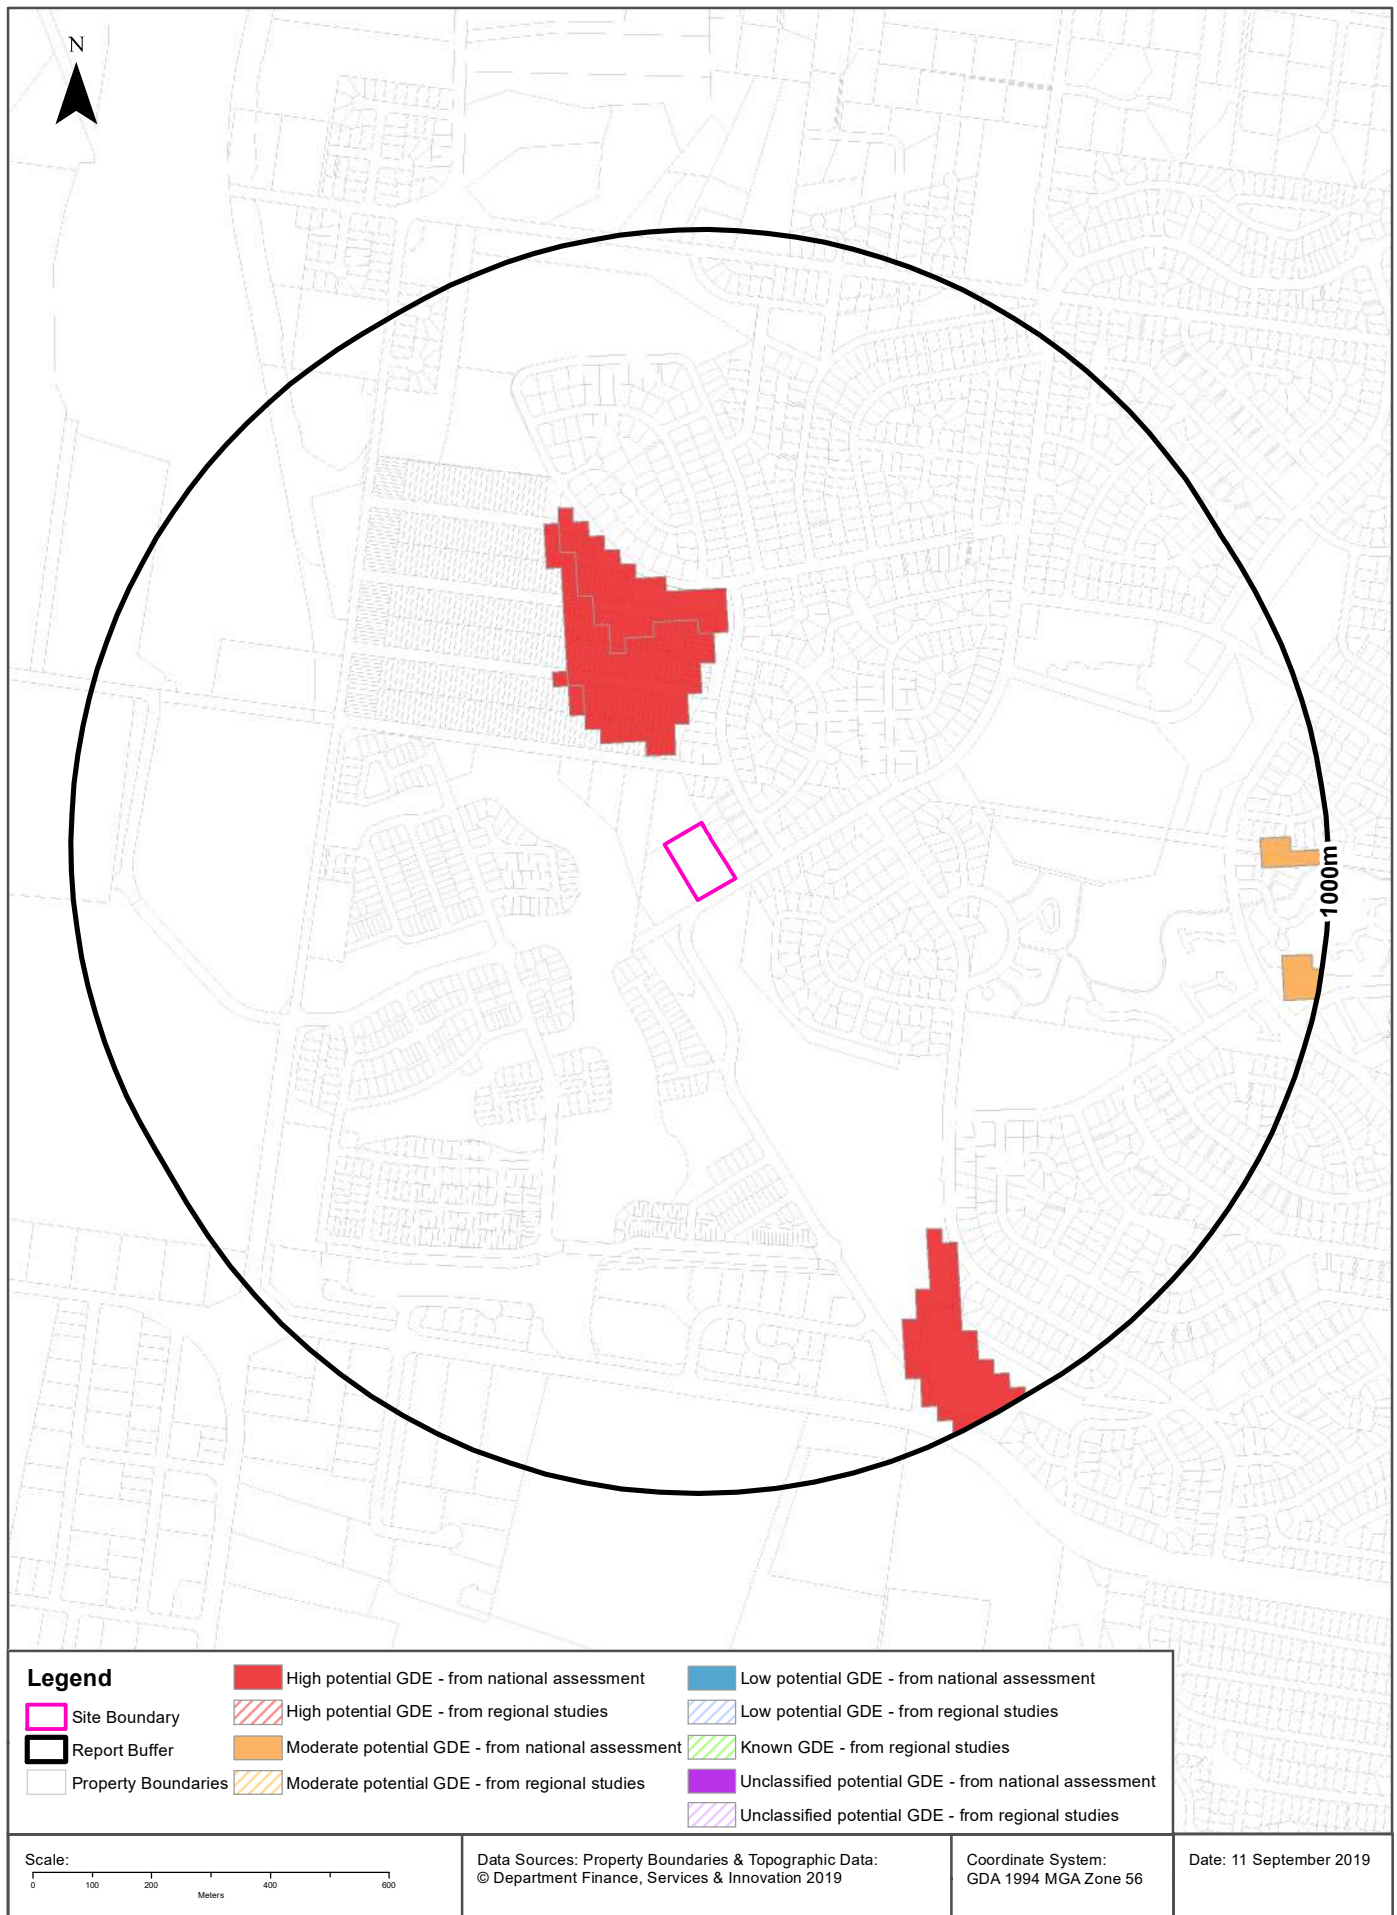 N
1000m
Legend
Site Boundary
Report Buffer
Property Boundaries
High potential GDE - from national assessment
High potential GDE - from regional studies
Moderate potential GDE - from national assessment
Moderate potential GDE - from regional studies
Low potential GDE - from national assessment
Low potential GDE - from regional studies
Known GDE - from regional studies
Unclassified potential GDE - from national assessment
Unclassified potential GDE - from regional studies
Scale:
0 100 200 400 600
Meters
Data Sources: Property Boundaries & Topographic Data:
© Department Finance, Services & Innovation 2019
Coordinate System:
GDA 1994 MGA Zone 56
Date: 11 September 2019